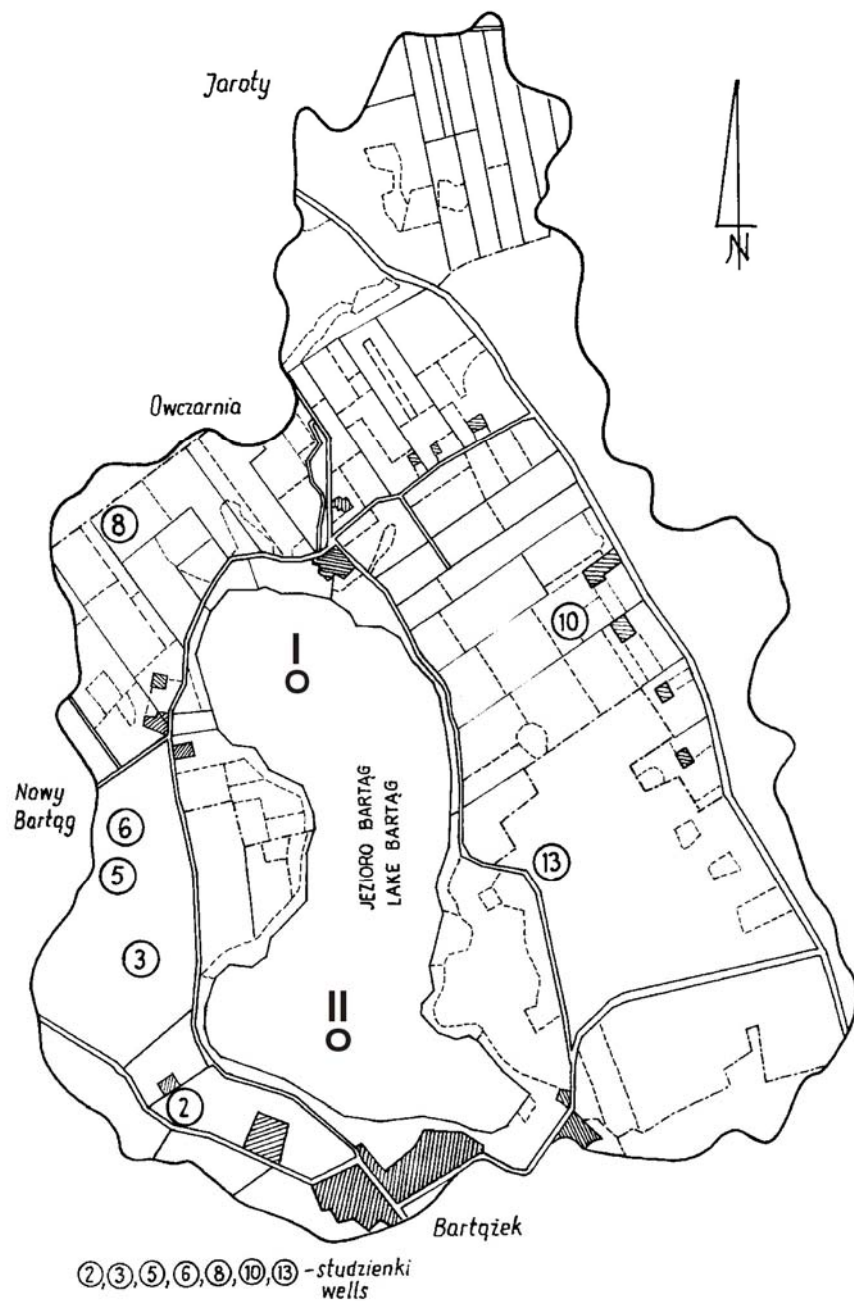 Jaroty
N
Owczarnia
8
I
10
Nowy
Bartąg
6
JEZIORO BARTĄG
LAKE BARTĄG
5
13
3
II
2
Bartążek
2, 3, 5, 6, 8, 10, 13 - studzienki
wells